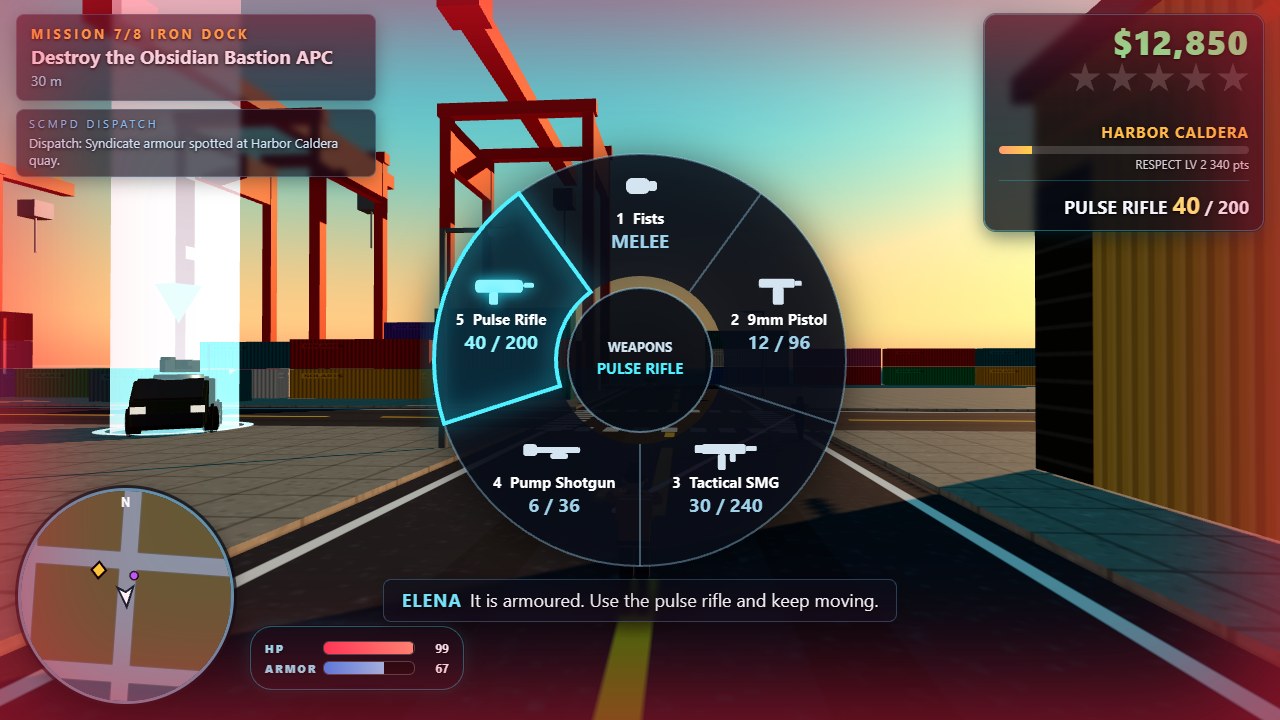 MISSION 7/8 IRON DOCK
Destroy the Obsidian Bastion APC
30 m
SCMPD DISPATCH
Dispatch: Syndicate armour spotted at Harbor Caldera
quay.
$12,850
HARBOR CALDERA
RESPECT LV 2 340 pts
PULSE RIFLE 40 / 200
1 Fists
MELEE
5 Pulse Rifle
40 / 200
2 9mm Pistol
12 / 96
WEAPONS
PULSE RIFLE
4 Pump Shotgun
6 / 36
3 Tactical SMG
30 / 240
N
ELENA It is armoured. Use the pulse rifle and keep moving.
HP 99
ARMOR 67